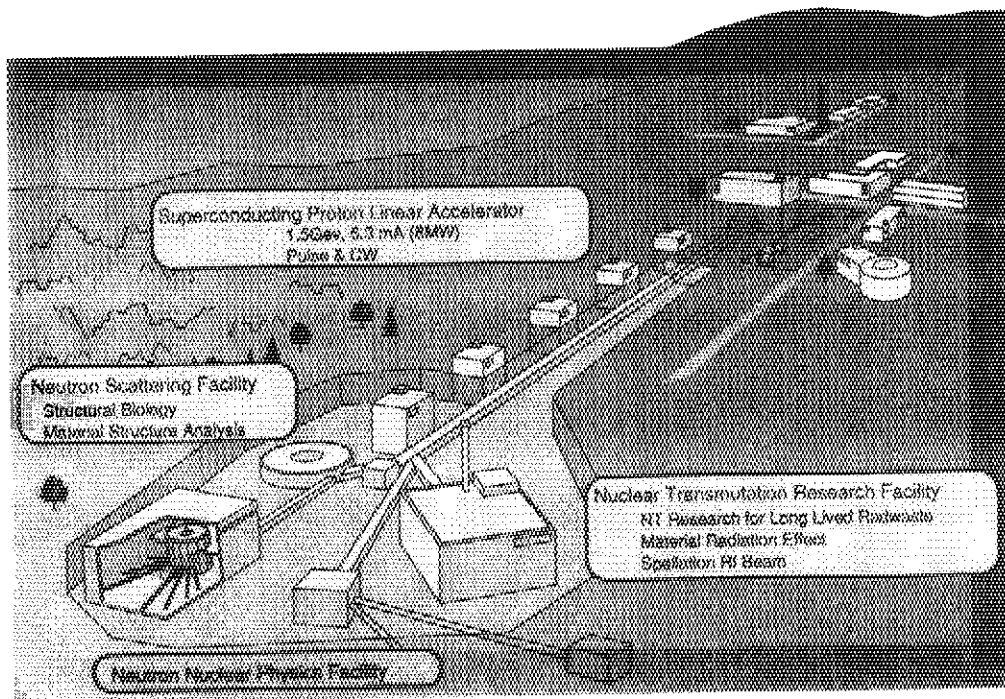 Superconducting Proton Linear Accelerator
1.5Gev, 5.3 mA (8MW)
Pulse & CW
Neutron Scattering Facility
Structural Biology
Material Structure Analysis
Nuclear Transmutation Research Facility
NT Research for Long Lived Radwaste
Material Radiation Effect
Spallation RI Beam
Neutron Nuclear Physics Facility